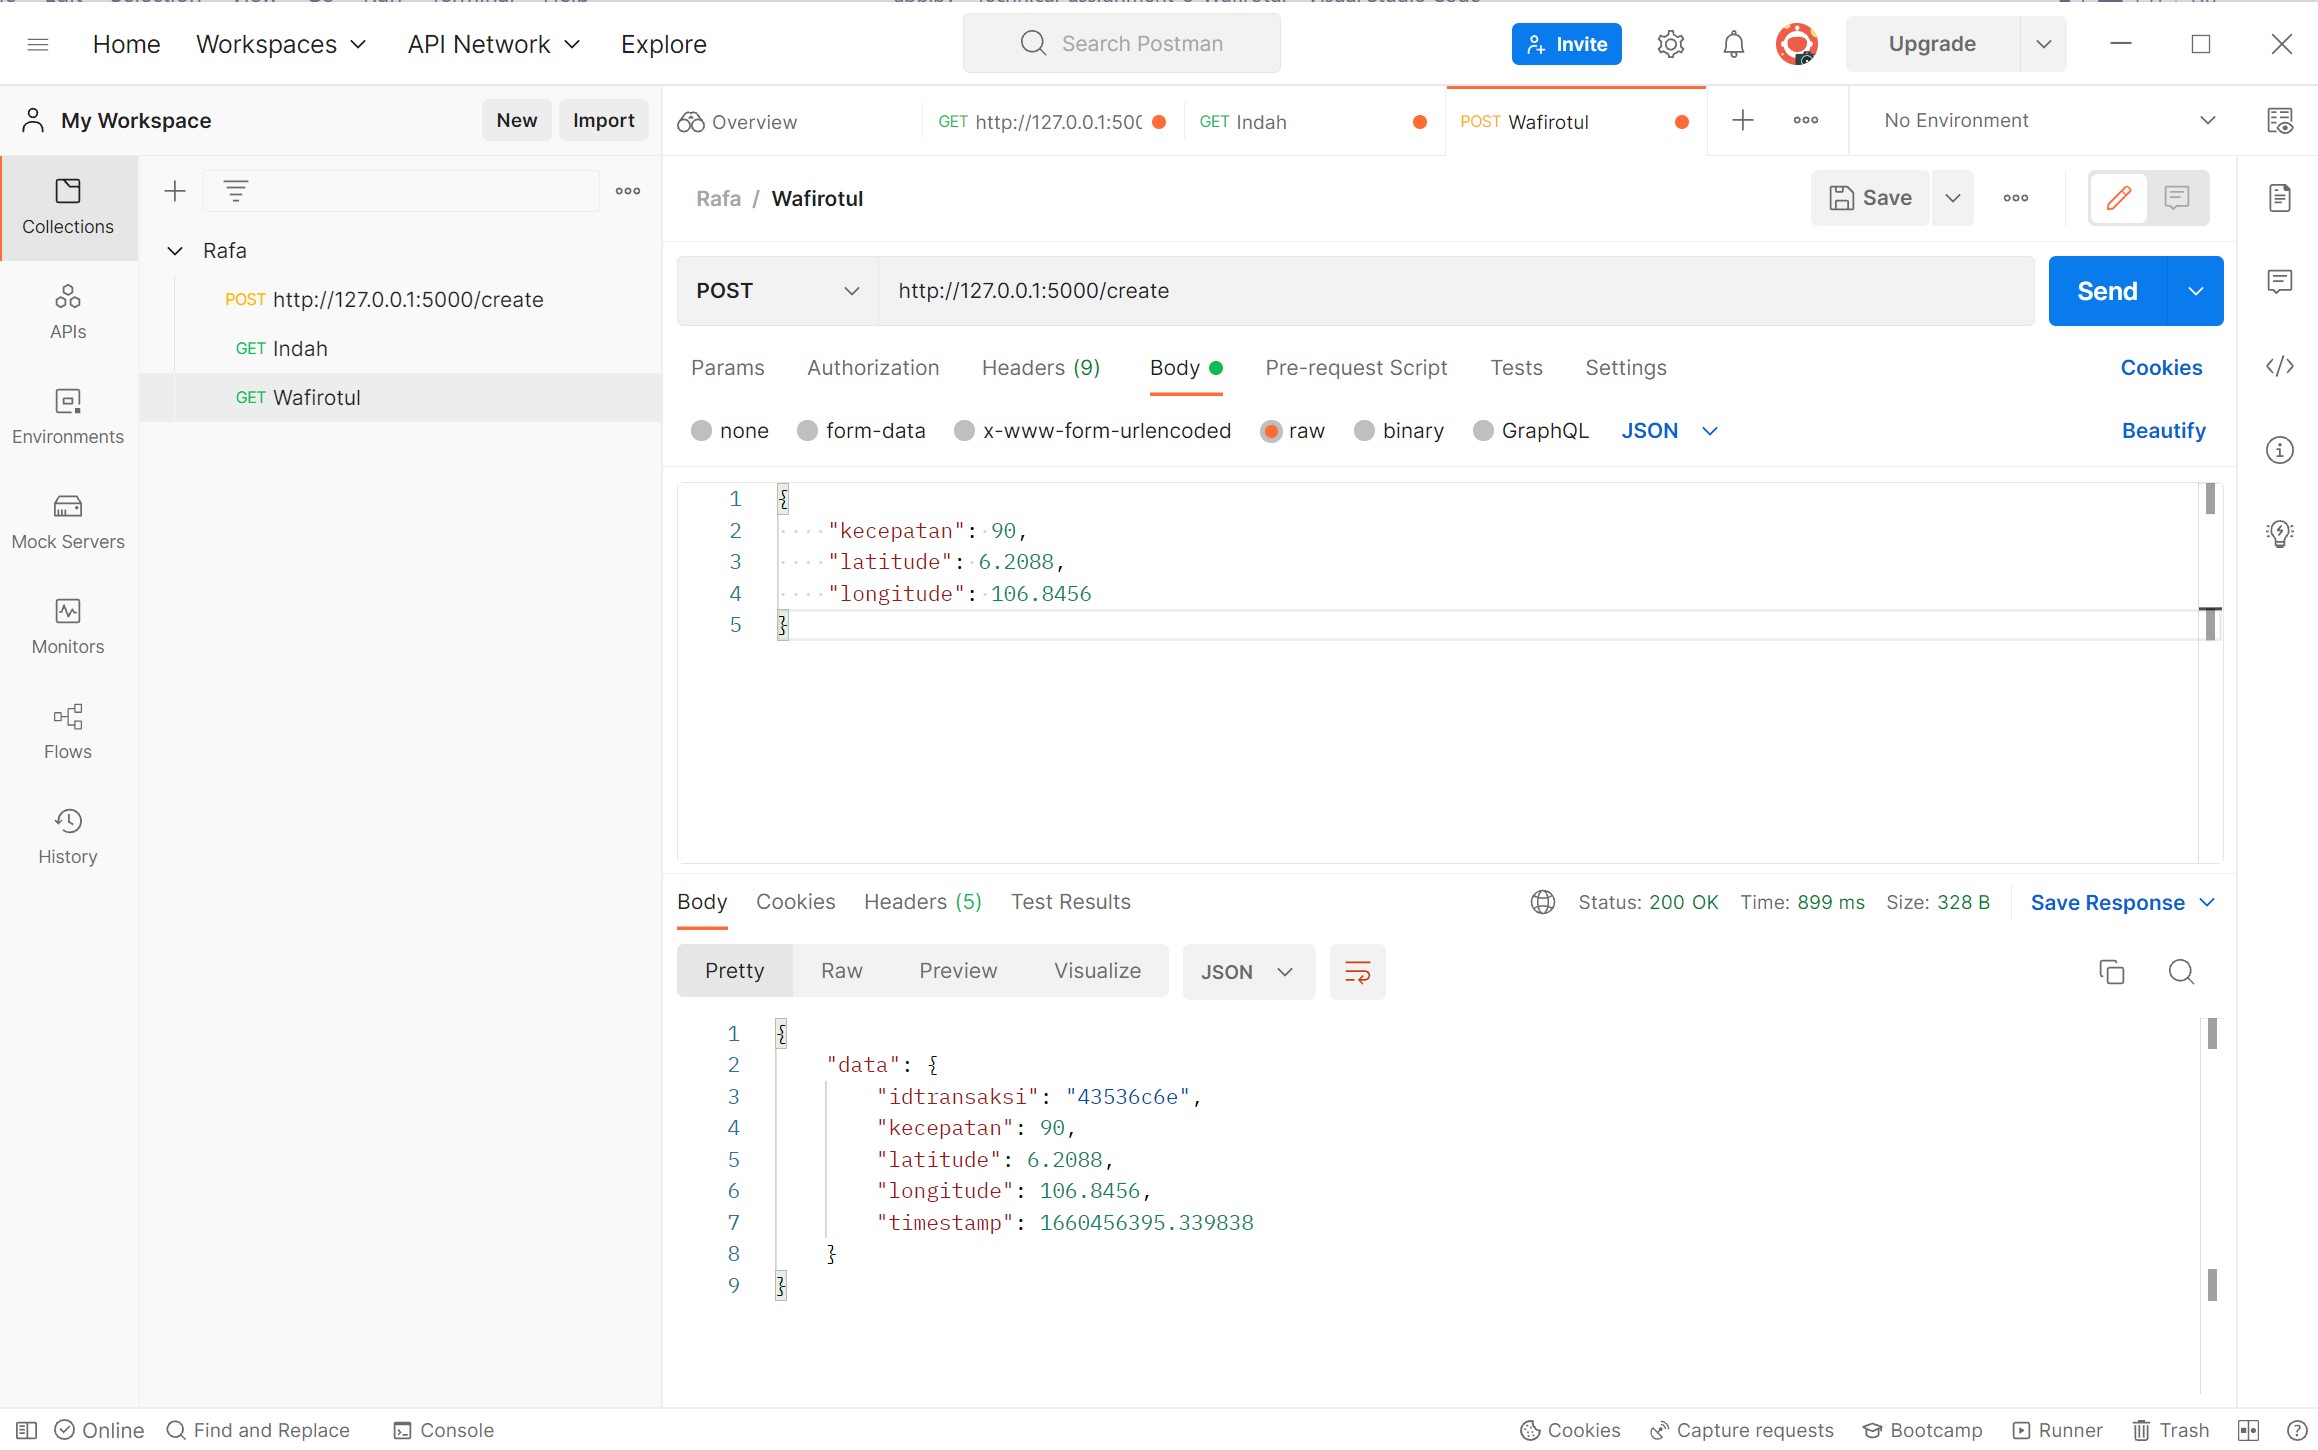 Home
Workspaces
API Network
Explore
Search Postman
Invite
Upgrade
My Workspace
New
Import
Overview
GET http://127.0.0.1:500
GET Indah
POST Wafirotul
No Environment
Collections
APIs
Environments
Mock Servers
Monitors
Flows
History
Rafa
POST http://127.0.0.1:5000/create
GET Indah
GET Wafirotul
Rafa / Wafirotul
Save
POST
http://127.0.0.1:5000/create
Send
Params
Authorization
Headers (9)
Body
Pre-request Script
Tests
Settings
Cookies
none
form-data
x-www-form-urlencoded
raw
binary
GraphQL
JSON
Beautify
1 {
2 "kecepatan": 90,
3 "latitude": 6.2088,
4 "longitude": 106.8456
5 }
Body
Cookies
Headers (5)
Test Results
Status: 200 OK
Time: 899 ms
Size: 328 B
Save Response
Pretty
Raw
Preview
Visualize
JSON
1 {
2 "data": {
3 "idtransaksi": "43536c6e",
4 "kecepatan": 90,
5 "latitude": 6.2088,
6 "longitude": 106.8456,
7 "timestamp": 1660456395.339838
8 }
9 }
Online
Find and Replace
Console
Cookies
Capture requests
Bootcamp
Runner
Trash